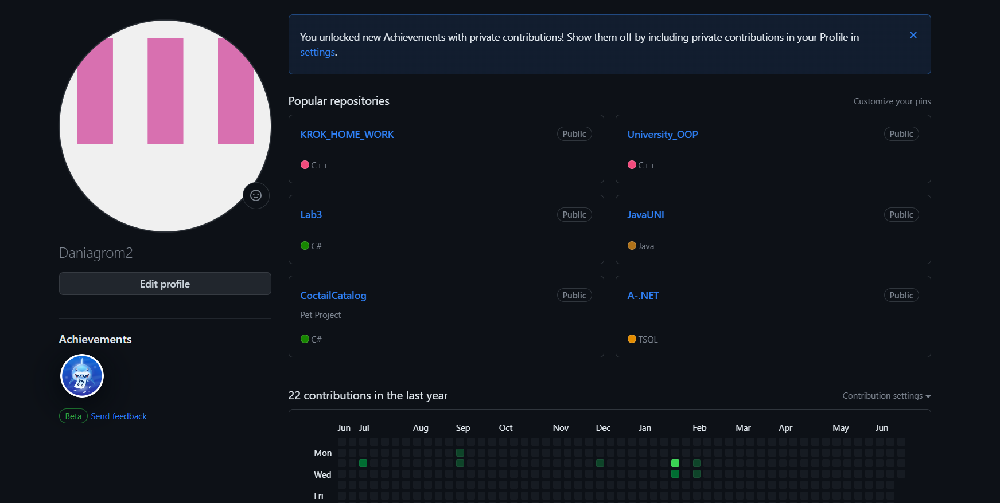 You unlocked new Achievements with private contributions! Show them off by including private contributions in your Profile in
settings.
Popular repositories
Customize your pins
KROK_HOME_WORK
Public
C++
University_OOP
Public
C++
Lab3
Public
C#
JavaUNI
Public
Java
CoctailCatalog
Public
Pet Project
C#
A-.NET
Public
TSQL
Daniagrom2
Edit profile
Achievements
Beta Send feedback
22 contributions in the last year
Contribution settings
Jun Jul Aug Sep Oct Nov Dec Jan Feb Mar Apr May Jun
Mon
Wed
Fri